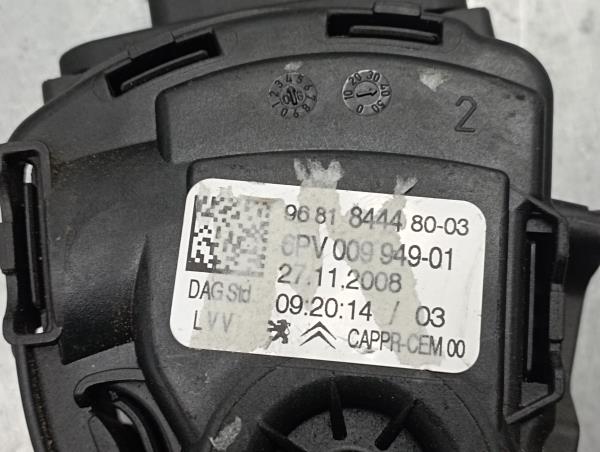 2
96 81 8444 80-03
6PV 009 949-01
27.11.2008
DAG Std
09:20:14 / 03
LVV
CAPPR-CEM 00